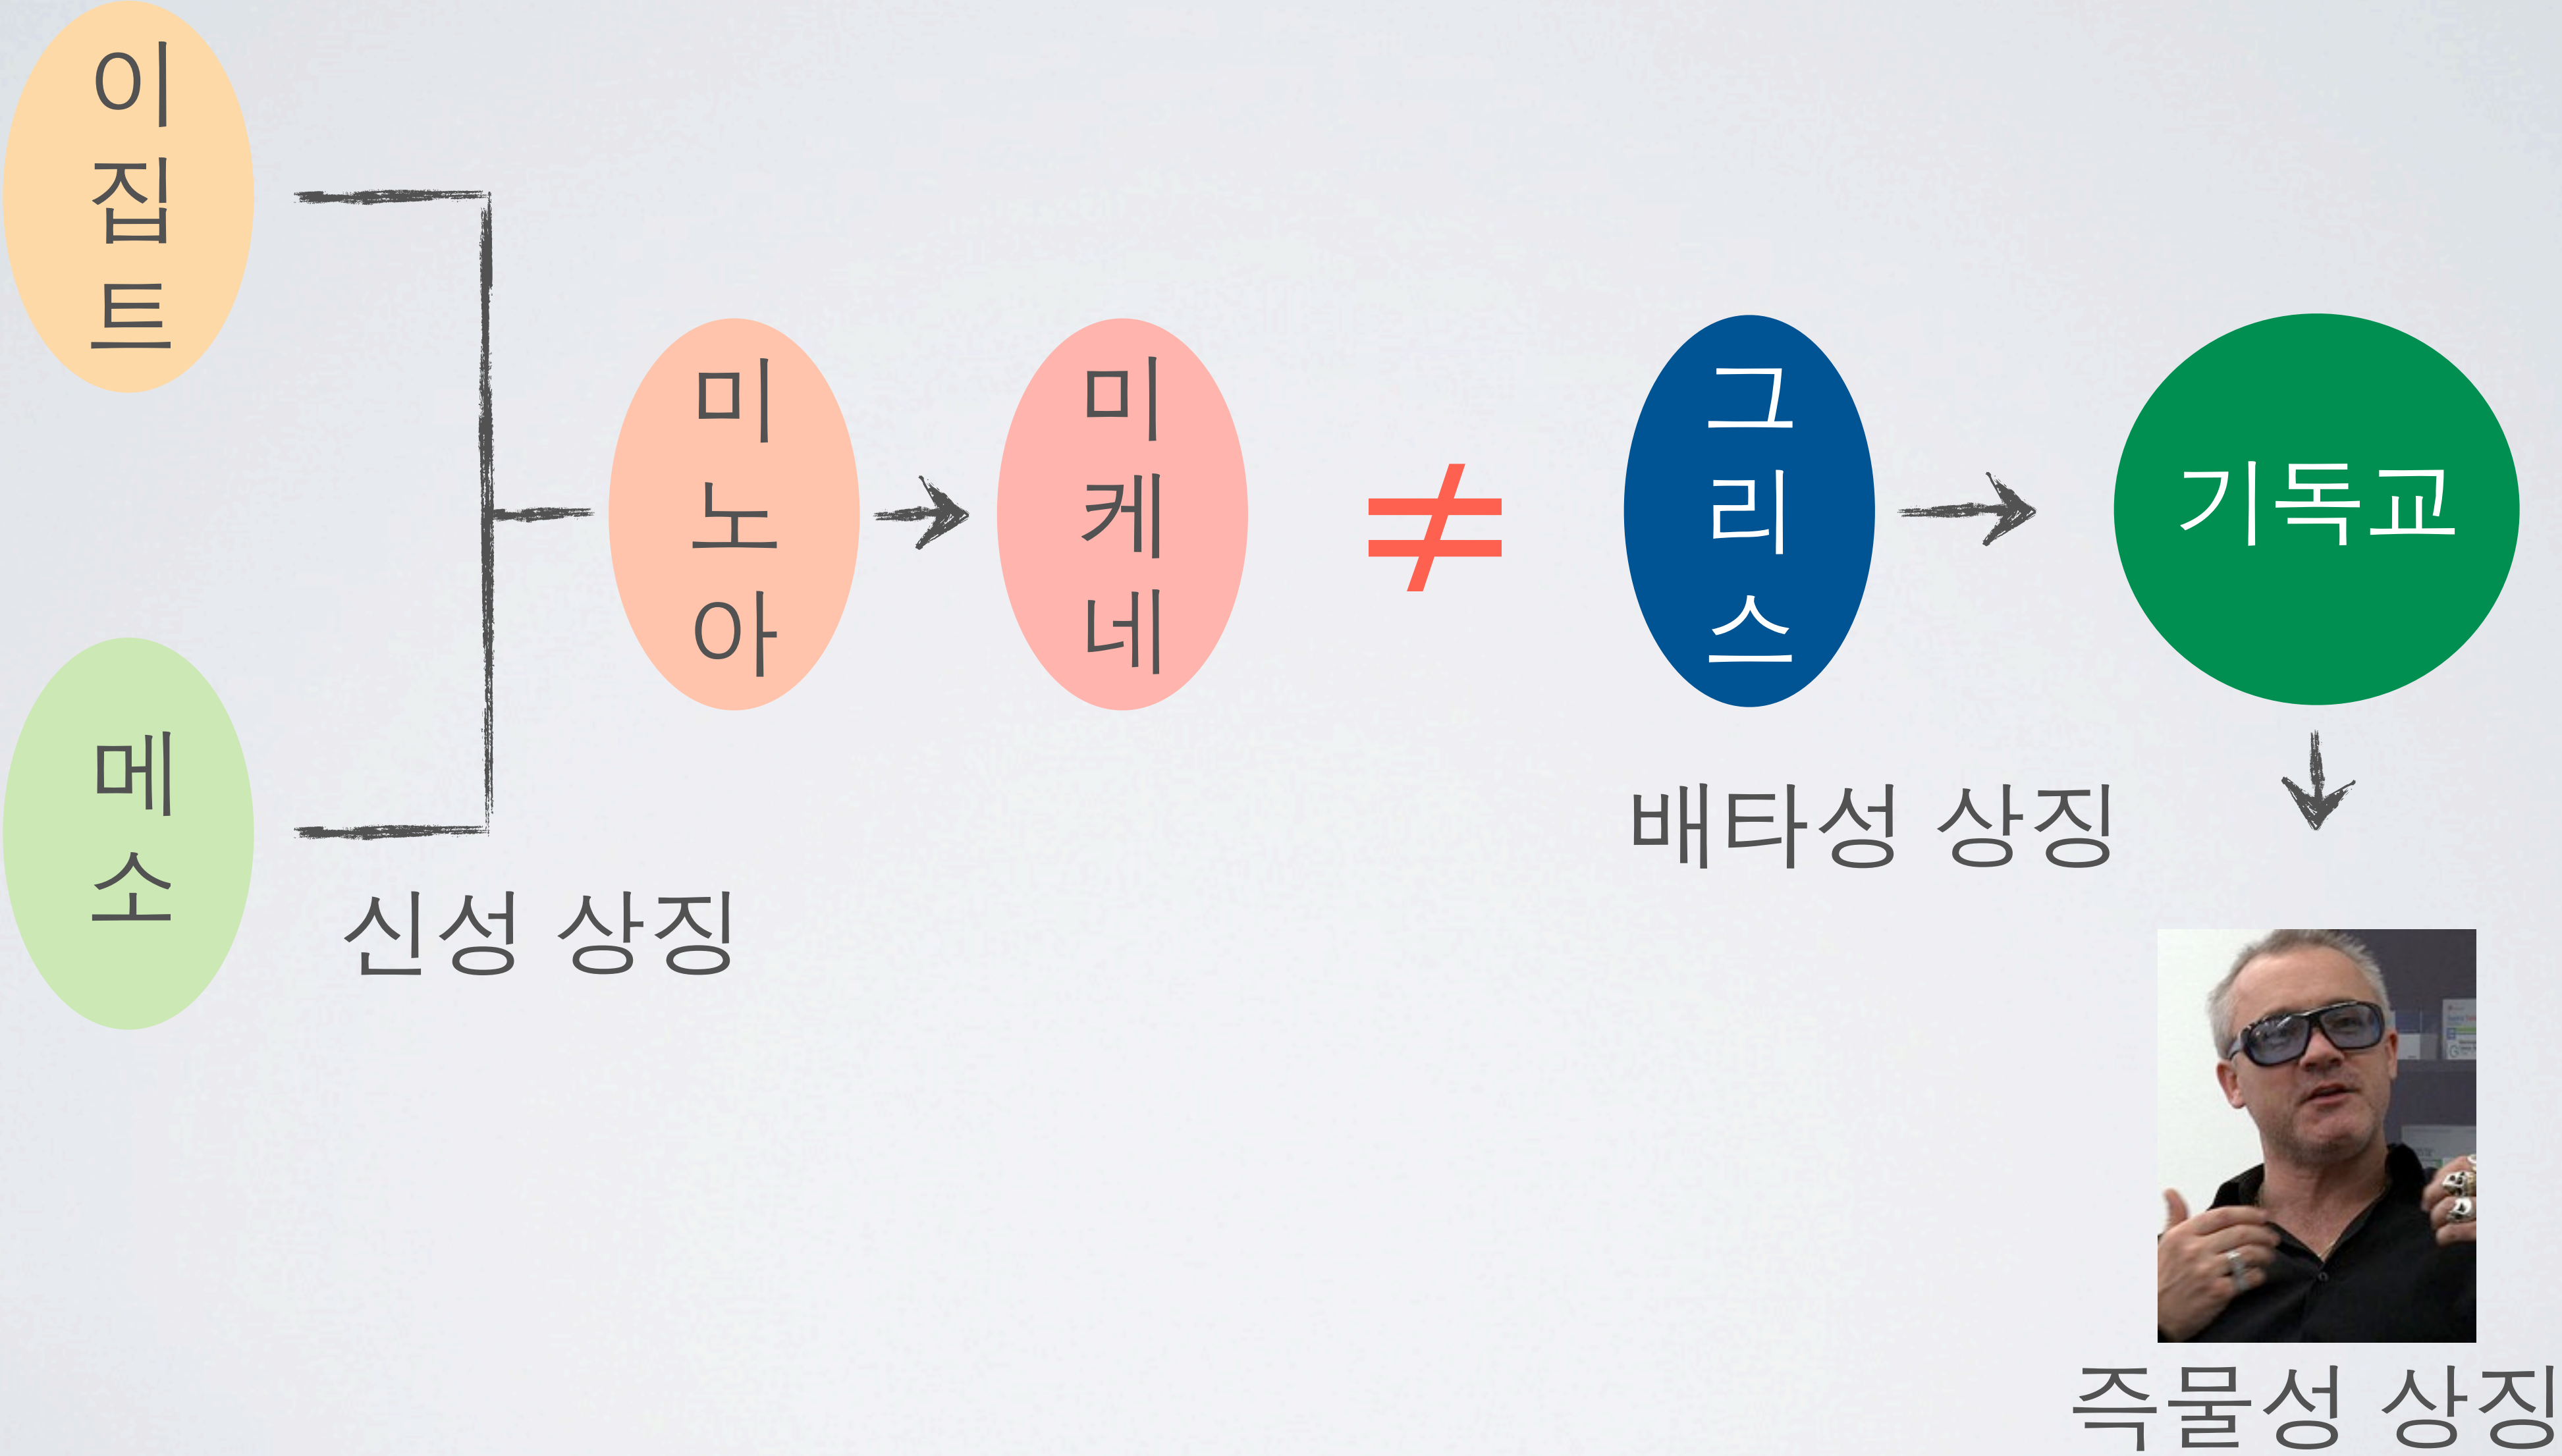 이집트
메소
신성 상징
미노아
미케네
≠
그리스
기독교
배타성 상징
즉물성 상징